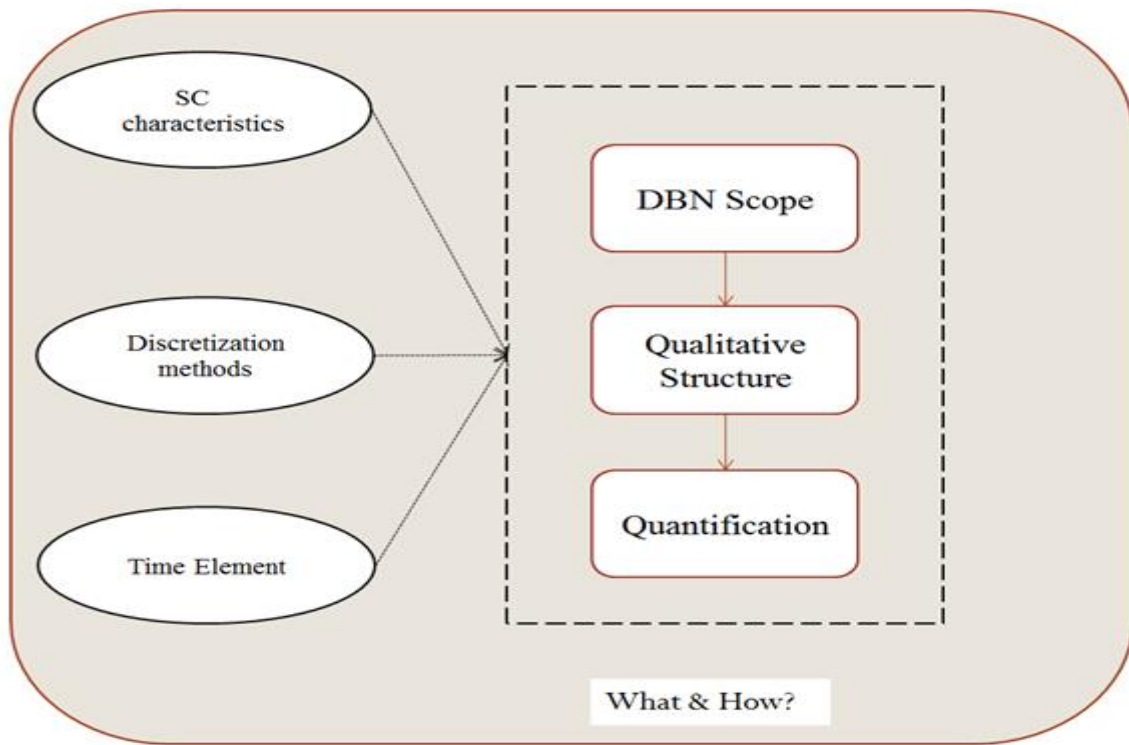 SC
characteristics
Discretization
methods
Time Element
DBN Scope
Qualitative
Structure
Quantification
What & How?